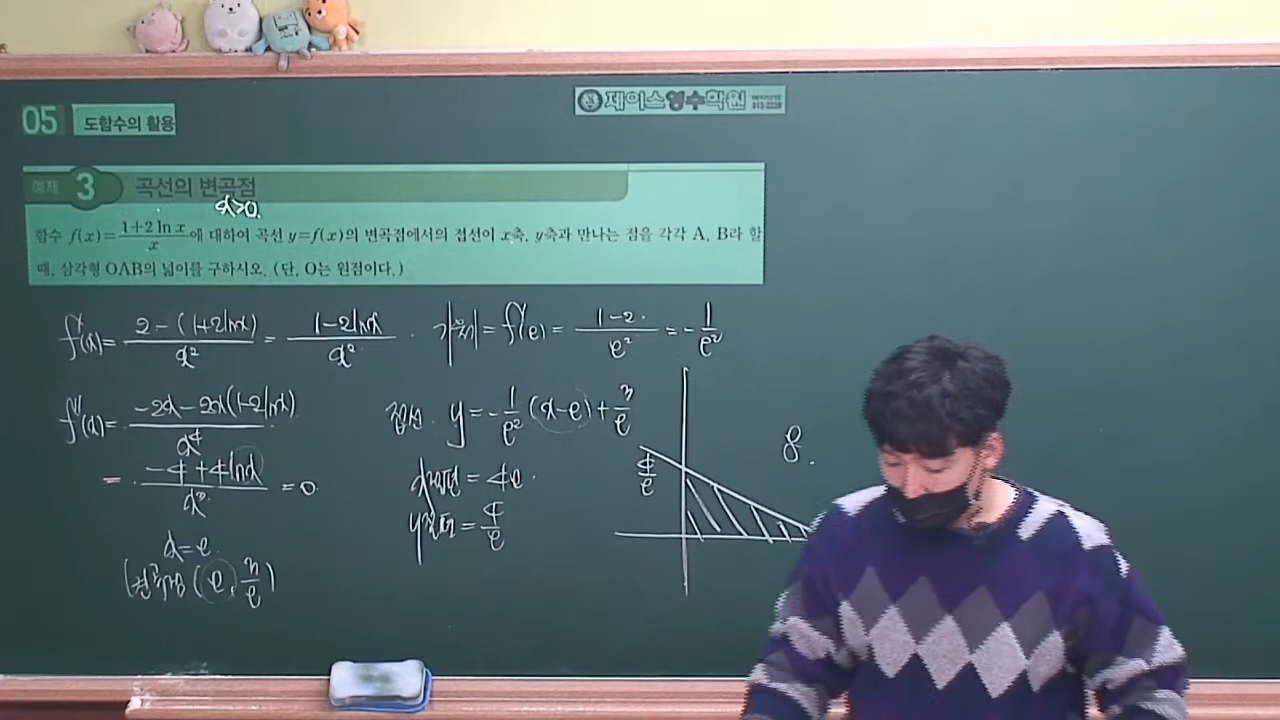 제이스영수학원
05 도함수의 활용
예제 3 곡선의 변곡점
x>0.
함수 f(x)=(1+2 ln x)/x에 대하여 곡선 y=f(x)의 변곡점에서의 접선이 x축, y축과 만나는 점을 각각 A, B라 할
때, 삼각형 OAB의 넓이를 구하시오. (단, O는 원점이다.)
f'(x)= (2-(1+2lnx))/x² = (1-2lnx)/x².
f''(x)= (-2x-2x(1-2lnx))/x⁴
= (-4+4lnx)/x³ =0.
x=e.
변곡점 (e, 3/e)
기울기= f'(e) = (1-2)/e² = -1/e²
접선. y=-1/e²(x-e)+3/e
x절편 = 4e.
y절편 = 4/e
4/e
8.